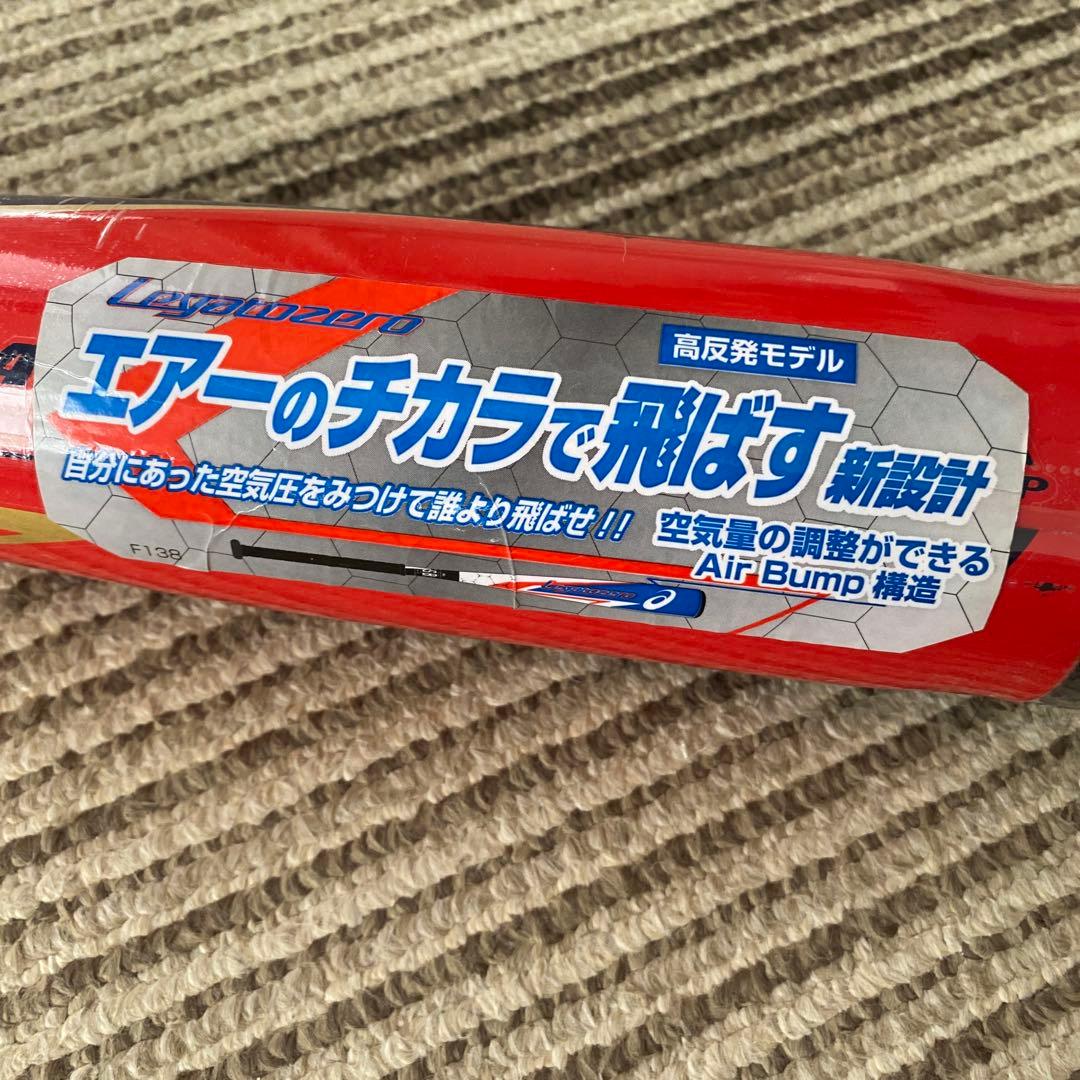 Legatozero
高反発モデル
エアーのチカラで飛ばす 新設計
自分にあった空気圧をみつけて誰より飛ばせ!!
空気量の調整ができる
Air Bump 構造
F138
Legatozero